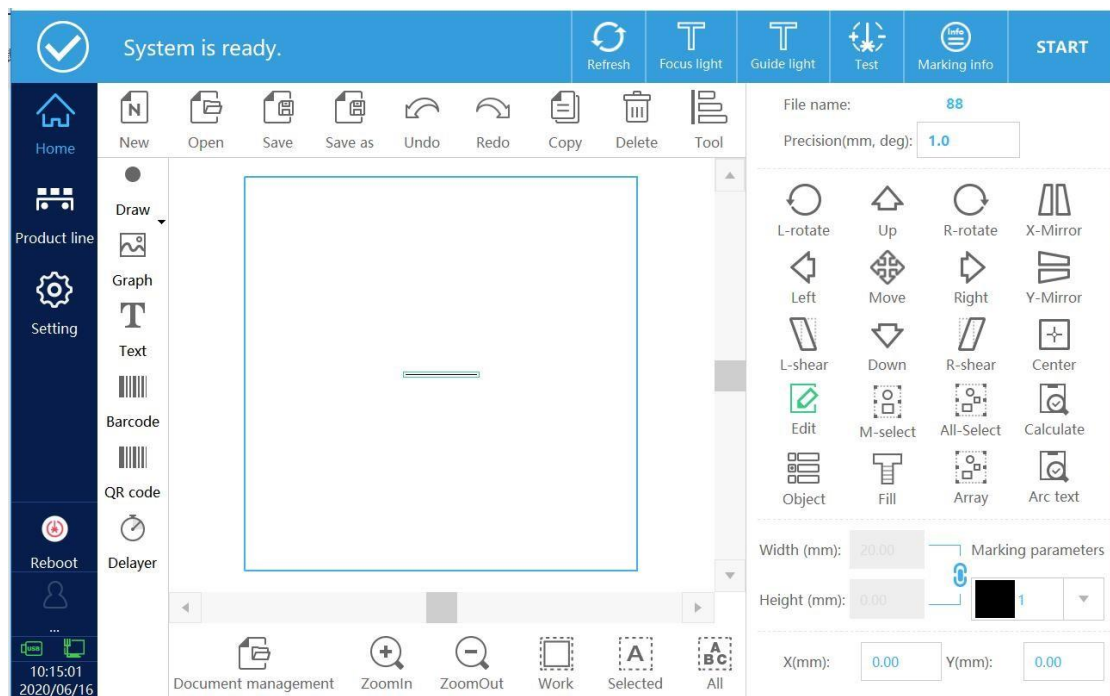 System is ready.
Refresh
Focus light
Guide light
Test
Info
Marking info
START
Home
Product line
Setting
Reboot
...
USB
10:15:01
2020/06/16
N
New
Open
Save
Save as
Undo
Redo
Copy
Delete
Tool
Draw
Graph
T
Text
Barcode
QR code
Delayer
File name: 88
Precision(mm, deg): 1.0
L-rotate
Up
R-rotate
X-Mirror
Left
Move
Right
Y-Mirror
L-shear
Down
R-shear
Center
Edit
M-select
All-Select
Calculate
Object
Fill
Array
Arc text
Width (mm): 20.00
Marking parameters
Height (mm): 0.00
1
X(mm): 0.00 Y(mm): 0.00
Document management
ZoomIn
ZoomOut
Work
A
Selected
A
B C
All